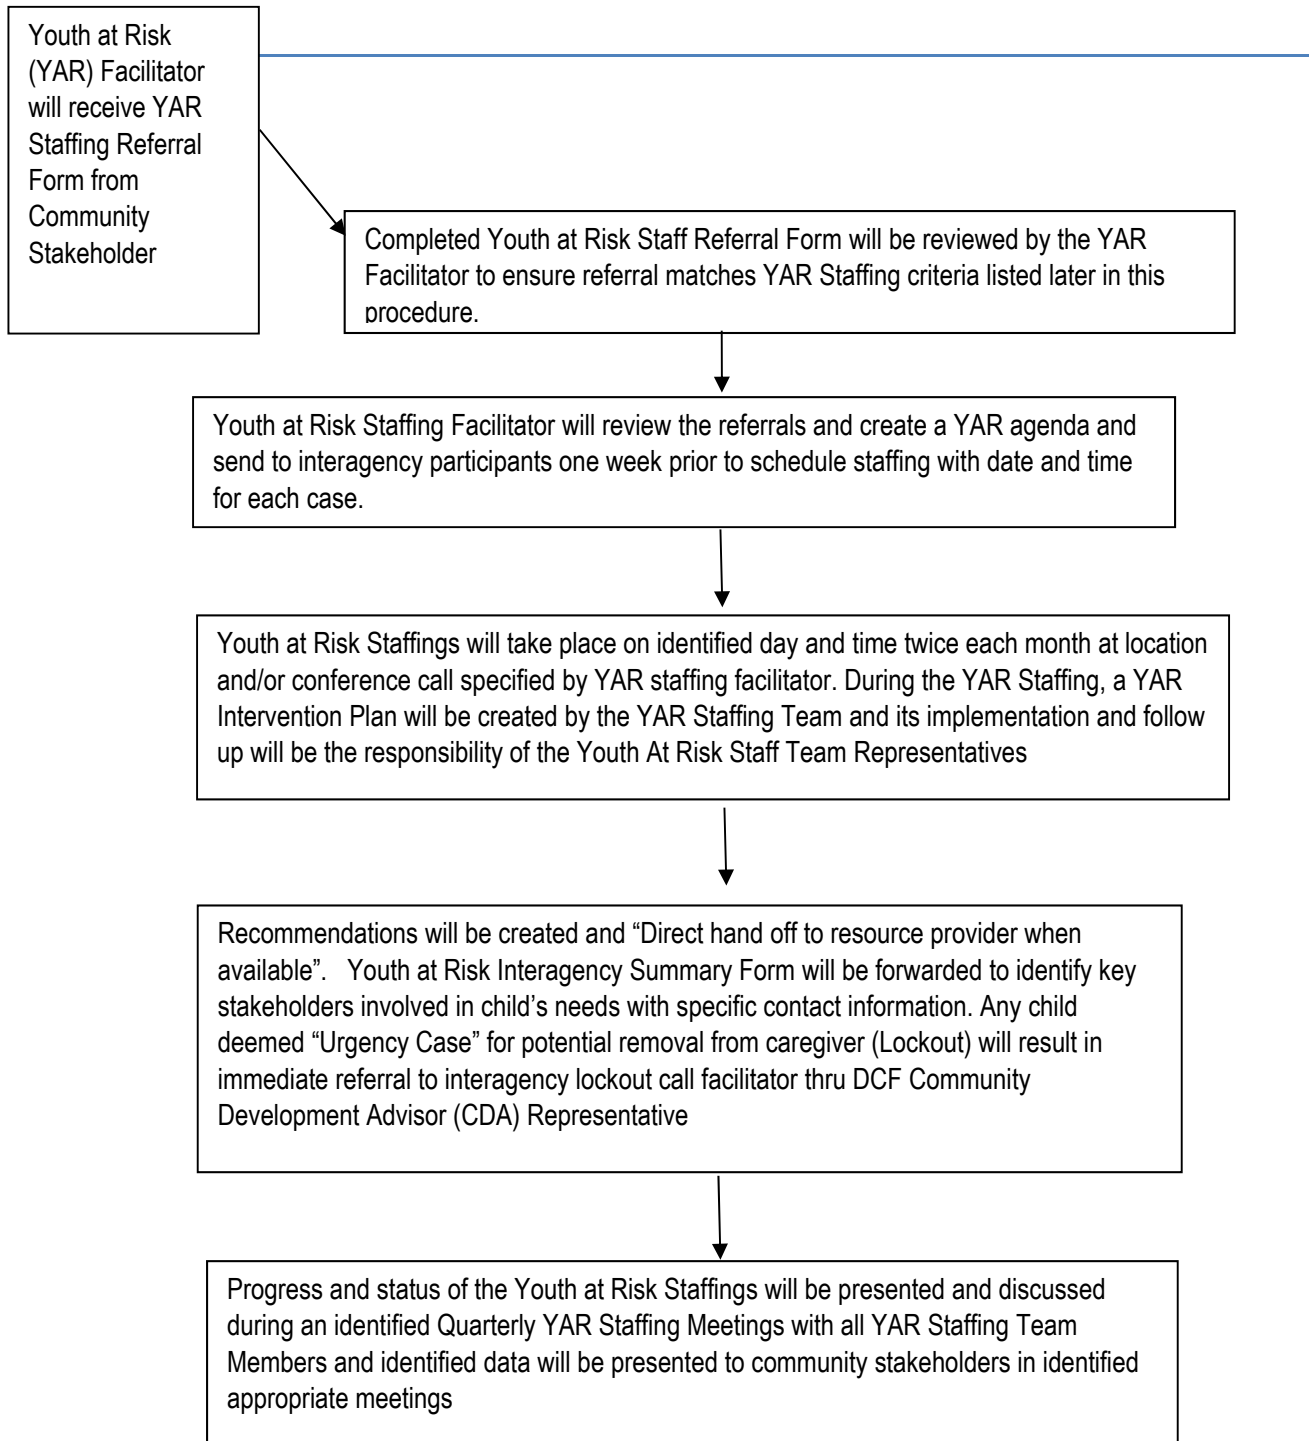 Youth at Risk
(YAR) Facilitator
will receive YAR
Staffing Referral
Form from
Community
Stakeholder
Completed Youth at Risk Staff Referral Form will be reviewed by the YAR
Facilitator to ensure referral matches YAR Staffing criteria listed later in this
procedure.
Youth at Risk Staffing Facilitator will review the referrals and create a YAR agenda and
send to interagency participants one week prior to schedule staffing with date and time
for each case.
Youth at Risk Staffings will take place on identified day and time twice each month at location
and/or conference call specified by YAR staffing facilitator. During the YAR Staffing, a YAR
Intervention Plan will be created by the YAR Staffing Team and its implementation and follow
up will be the responsibility of the Youth At Risk Staff Team Representatives
Recommendations will be created and “Direct hand off to resource provider when
available”.   Youth at Risk Interagency Summary Form will be forwarded to identify key
stakeholders involved in child’s needs with specific contact information. Any child
deemed “Urgency Case” for potential removal from caregiver (Lockout) will result in
immediate referral to interagency lockout call facilitator thru DCF Community
Development Advisor (CDA) Representative
Progress and status of the Youth at Risk Staffings will be presented and discussed
during an identified Quarterly YAR Staffing Meetings with all YAR Staffing Team
Members and identified data will be presented to community stakeholders in identified
appropriate meetings